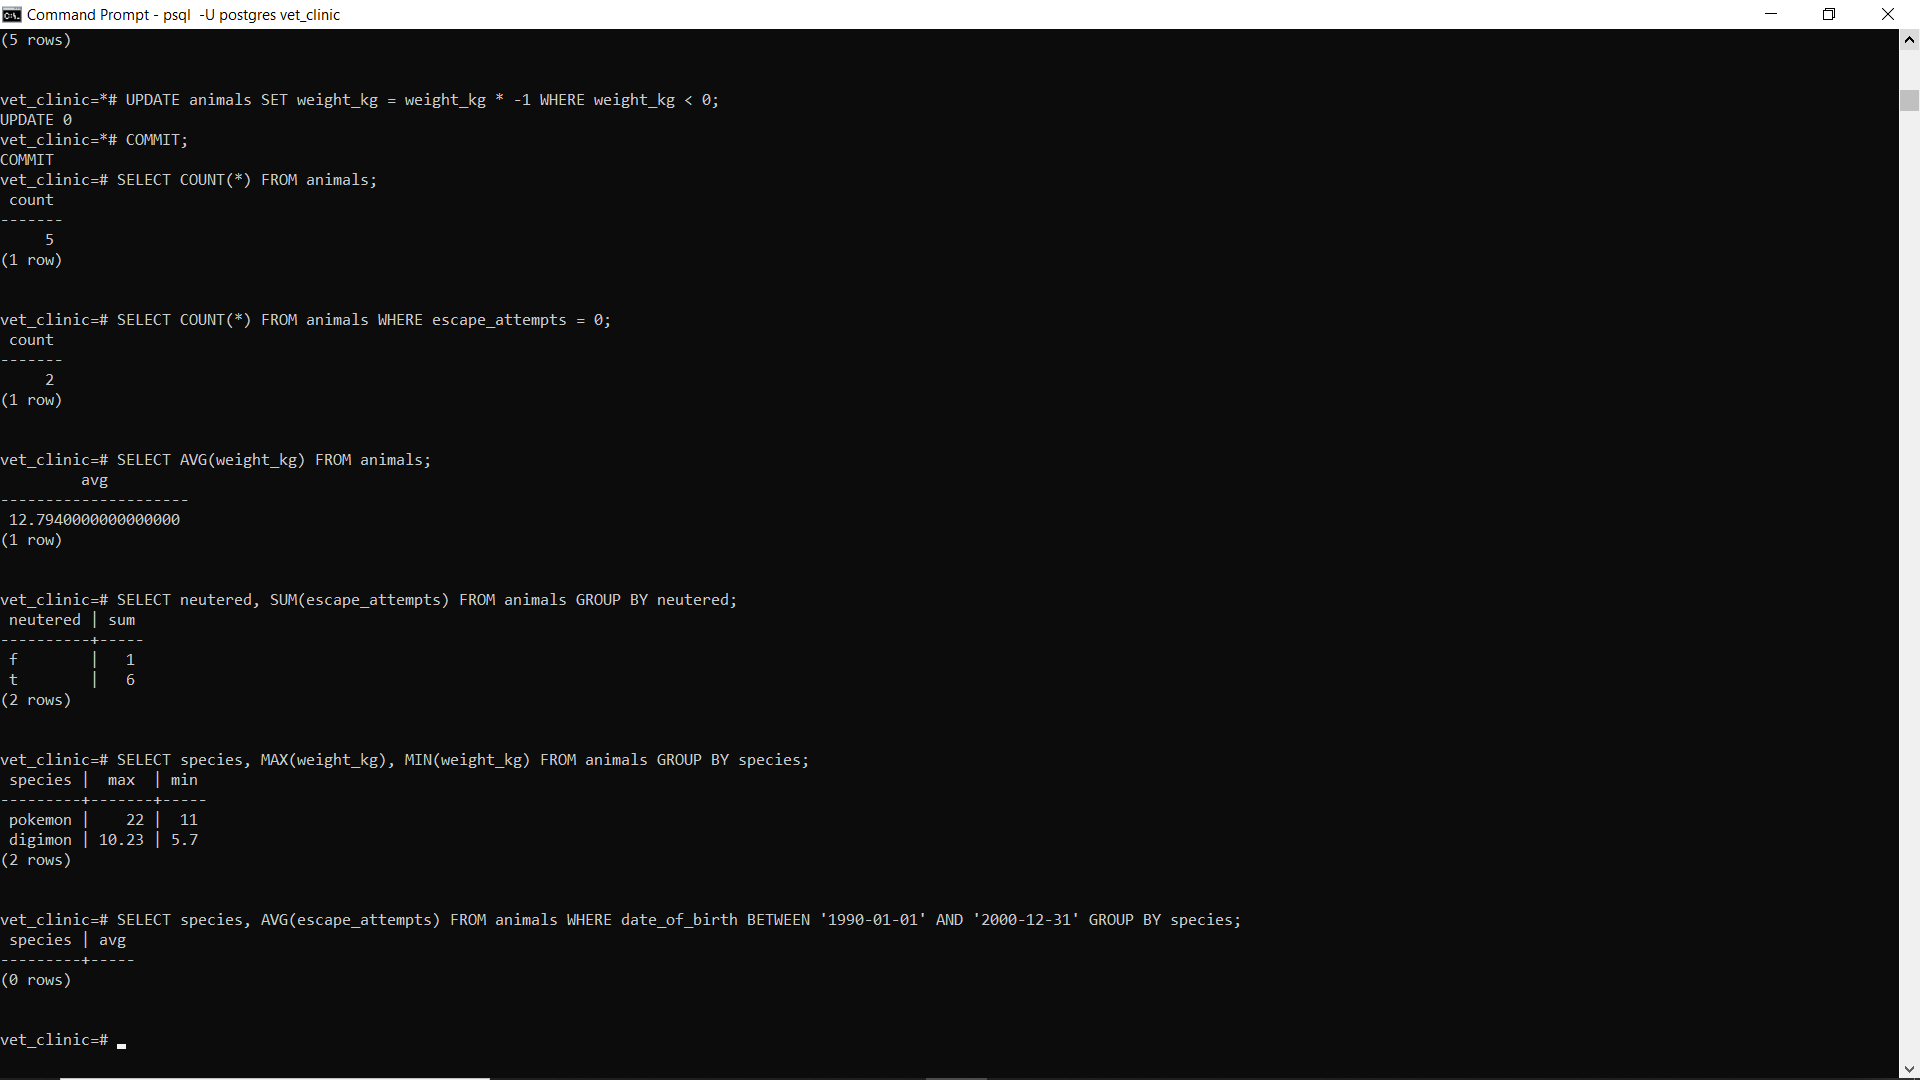 Command Prompt - psql  -U postgres vet_clinic
(5 rows)
vet_clinic=*# UPDATE animals SET weight_kg = weight_kg * -1 WHERE weight_kg < 0;
UPDATE 0
vet_clinic=*# COMMIT;
COMMIT
vet_clinic=# SELECT COUNT(*) FROM animals;
 count
-------
     5
(1 row)
vet_clinic=# SELECT COUNT(*) FROM animals WHERE escape_attempts = 0;
 count
-------
     2
(1 row)
vet_clinic=# SELECT AVG(weight_kg) FROM animals;
         avg
---------------------
 12.7940000000000000
(1 row)
vet_clinic=# SELECT neutered, SUM(escape_attempts) FROM animals GROUP BY neutered;
 neutered | sum
----------+-----
 f        |   1
 t        |   6
(2 rows)
vet_clinic=# SELECT species, MAX(weight_kg), MIN(weight_kg) FROM animals GROUP BY species;
 species |  max  | min
---------+-------+-----
 pokemon |    22 |  11
 digimon | 10.23 | 5.7
(2 rows)
vet_clinic=# SELECT species, AVG(escape_attempts) FROM animals WHERE date_of_birth BETWEEN '1990-01-01' AND '2000-12-31' GROUP BY species;
 species | avg
---------+-----
(0 rows)
vet_clinic=#